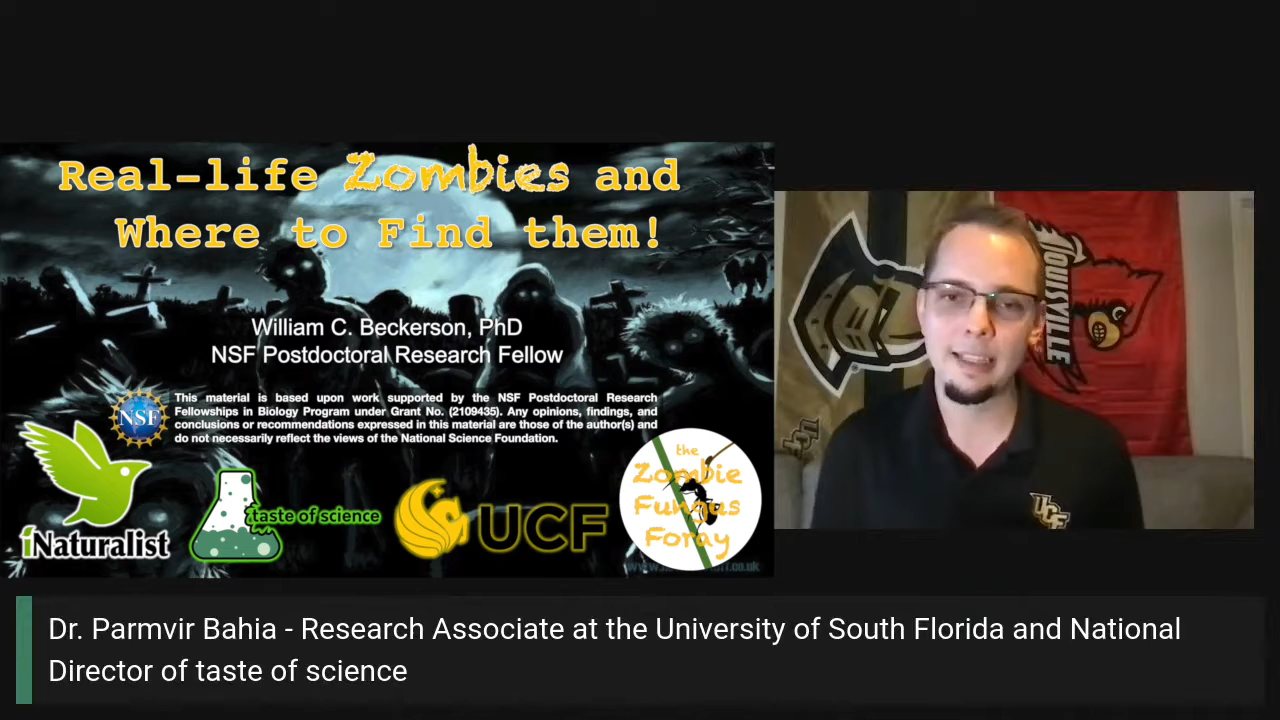 Real-life Zombies and
Where to Find them!
William C. Beckerson, PhD
NSF Postdoctoral Research Fellow
This material is based upon work supported by the NSF Postdoctoral Research
Fellowships in Biology Program under Grant No. (2109435). Any opinions, findings, and
conclusions or recommendations expressed in this material are those of the author(s) and
do not necessarily reflect the views of the National Science Foundation.
NSF
iNaturalist
taste of science
UCF
the
Zombie
Fungus
Foray
LOUISVILLE
UCF
UCF
Dr. Parmvir Bahia - Research Associate at the University of South Florida and National
Director of taste of science